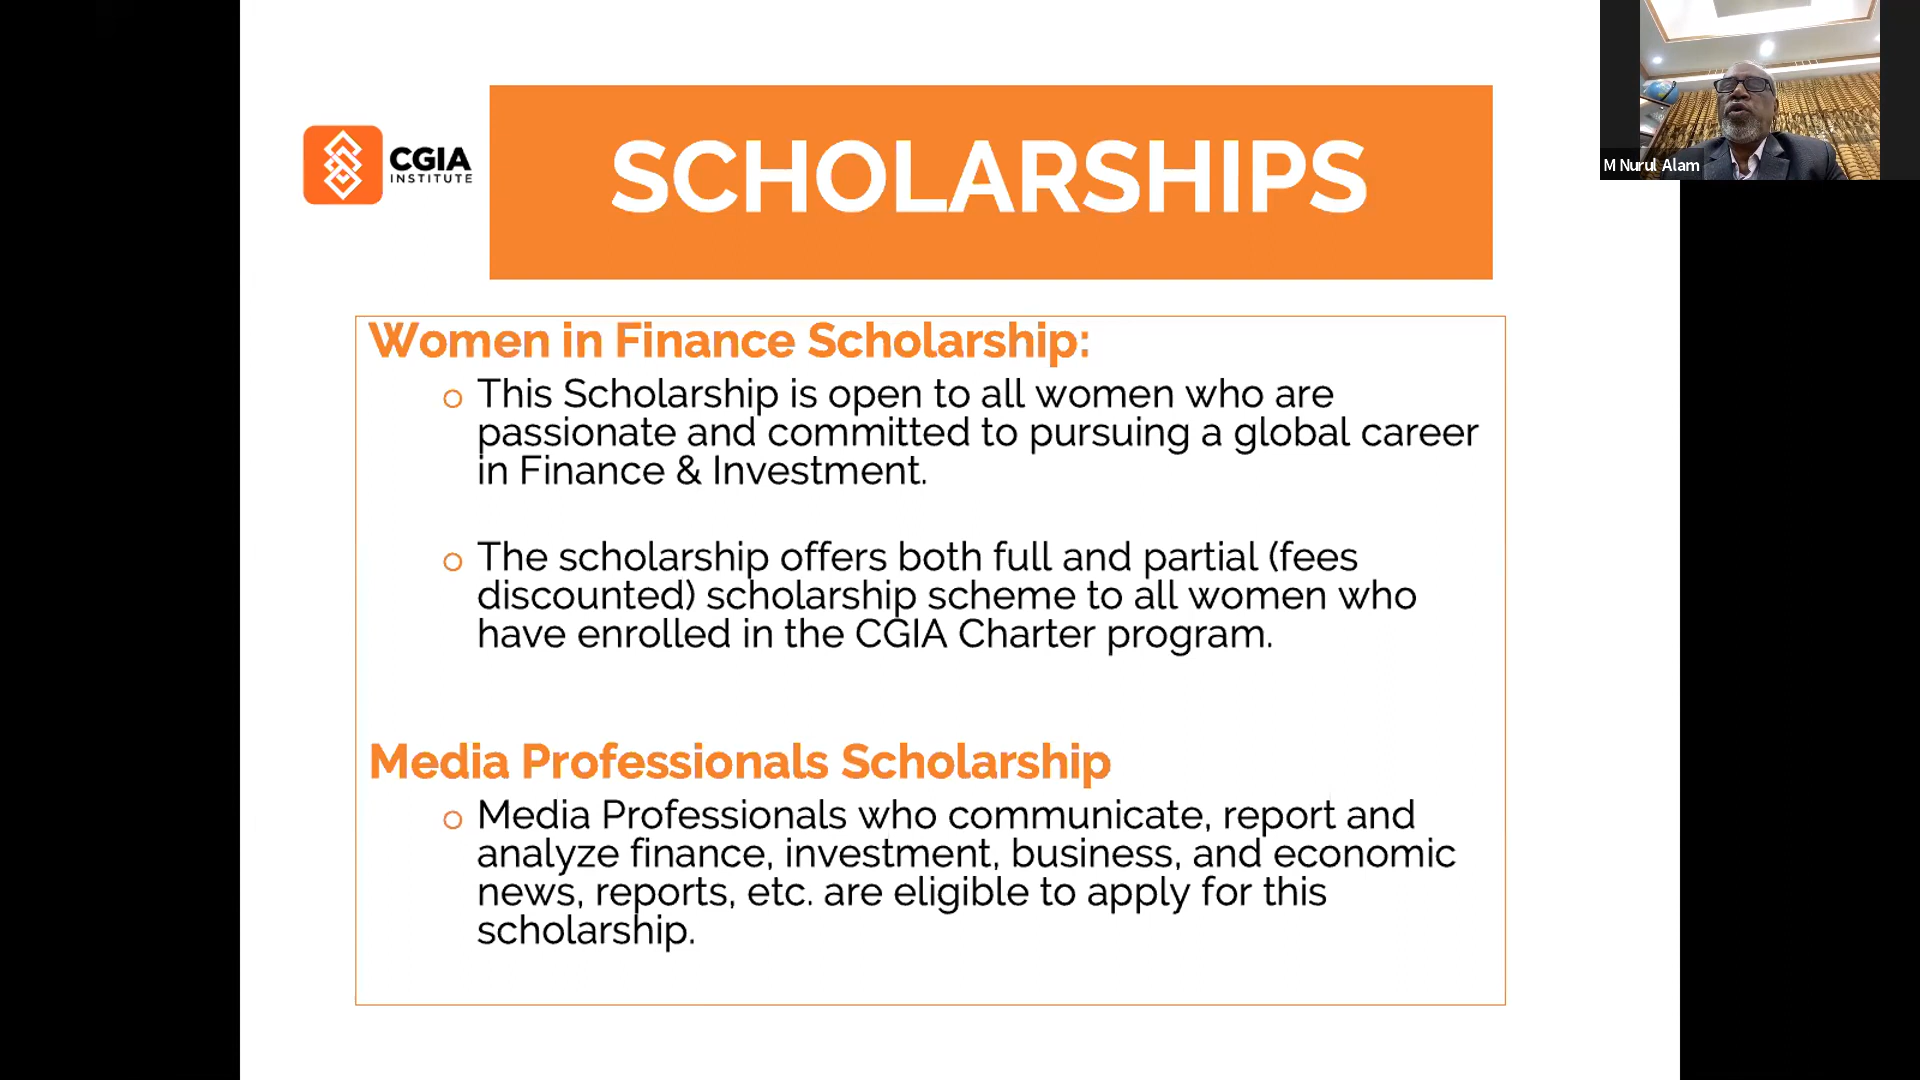 CGIA
INSTITUTE
SCHOLARSHIPS
M Nurul Alam
Women in Finance Scholarship:
o This Scholarship is open to all women who are
passionate and committed to pursuing a global career
in Finance & Investment.
o The scholarship offers both full and partial (fees
discounted) scholarship scheme to all women who
have enrolled in the CGIA Charter program.
Media Professionals Scholarship
o Media Professionals who communicate, report and
analyze finance, investment, business, and economic
news, reports, etc. are eligible to apply for this
scholarship.